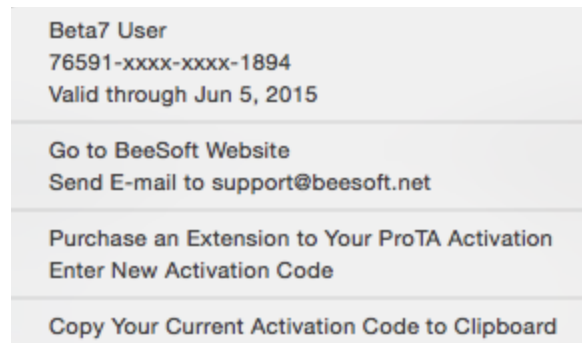 Beta7 User
76591-xxxx-xxxx-1894
Valid through Jun 5, 2015
Go to BeeSoft Website
Send E-mail to support@beesoft.net
Purchase an Extension to Your ProTA Activation
Enter New Activation Code
Copy Your Current Activation Code to Clipboard